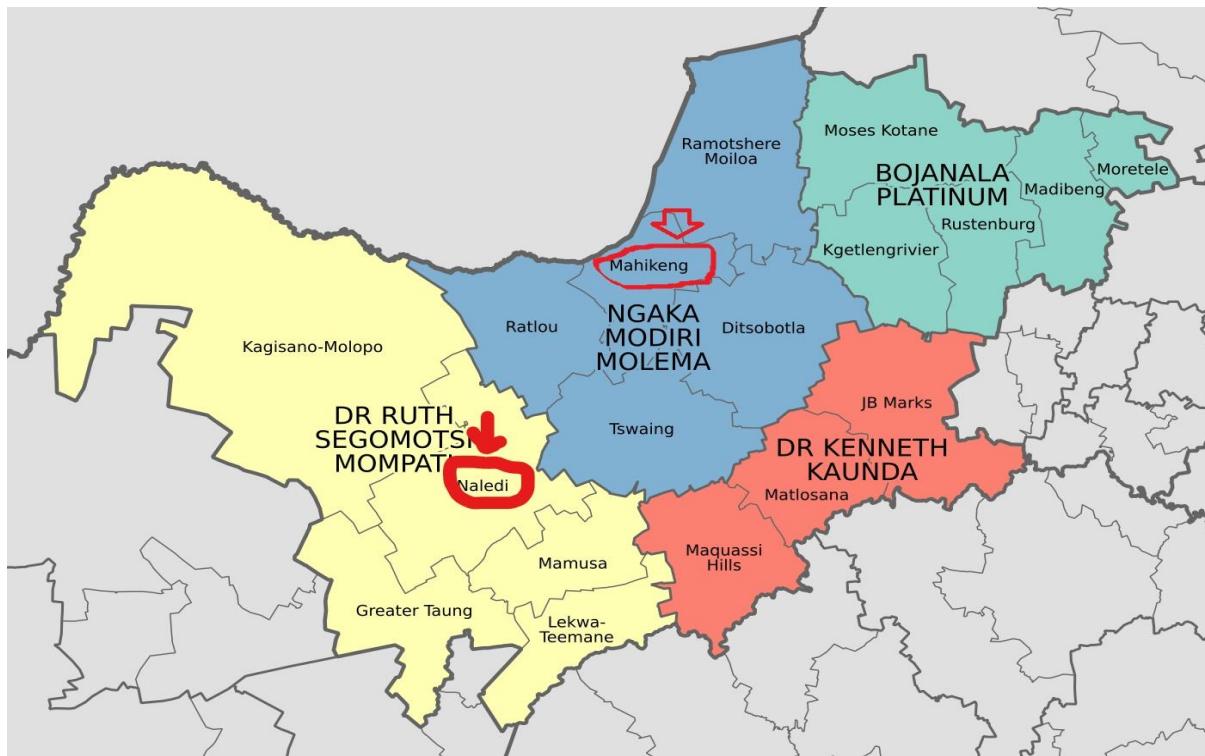 Ramotshere
Moiloa
Moses Kotane
BOJANALA
PLATINUM
Moretele
Madibeng
Rustenburg
Kgetlengrivier
Mahikeng
Ratlou
NGAKA
MODIRI
MOLEMA
Ditsobotla
Tswaing
Kagisano-Molopo
DR RUTH
SEGOMOTSI
MOMPATI
Naledi
Mamusa
Greater Taung
Lekwa-
Teemane
JB Marks
DR KENNETH
KAUNDA
Matlosana
Maquassi
Hills